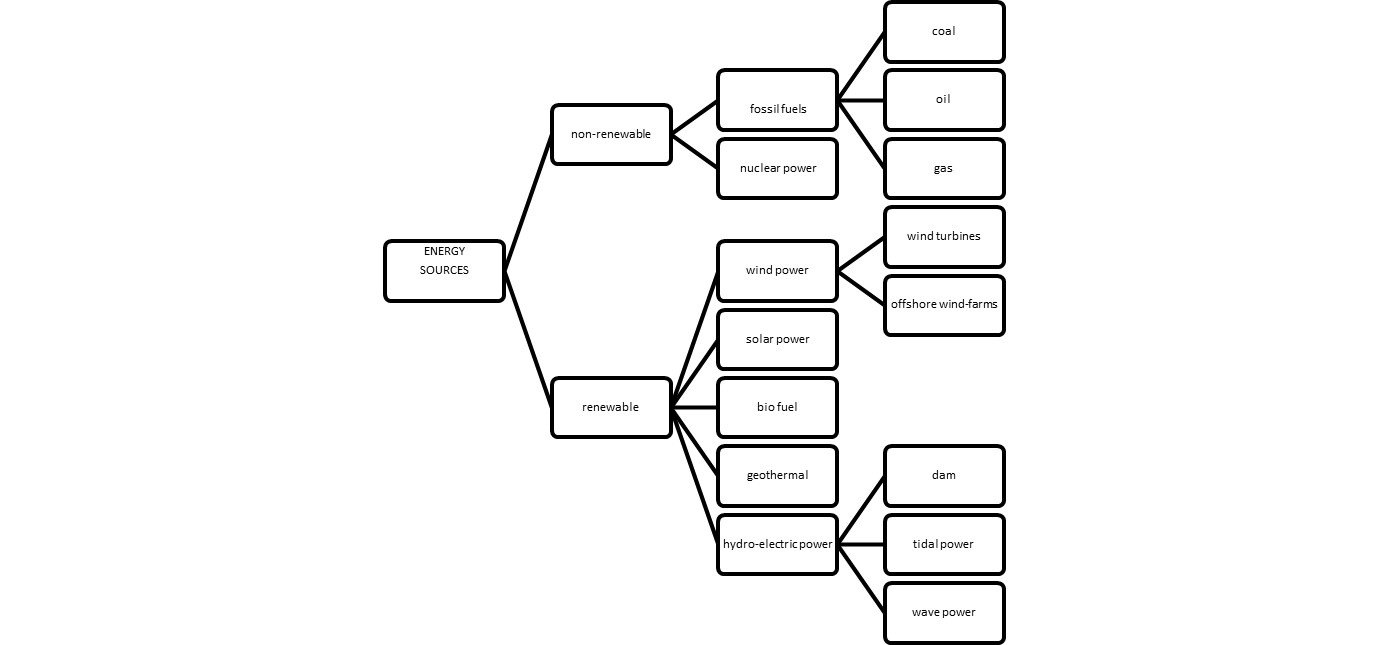 coal
fossil fuels
oil
non-renewable
nuclear power
gas
wind turbines
ENERGY
SOURCES
wind power
offshore wind-farms
solar power
renewable
bio fuel
geothermal
dam
hydro-electric power
tidal power
wave power